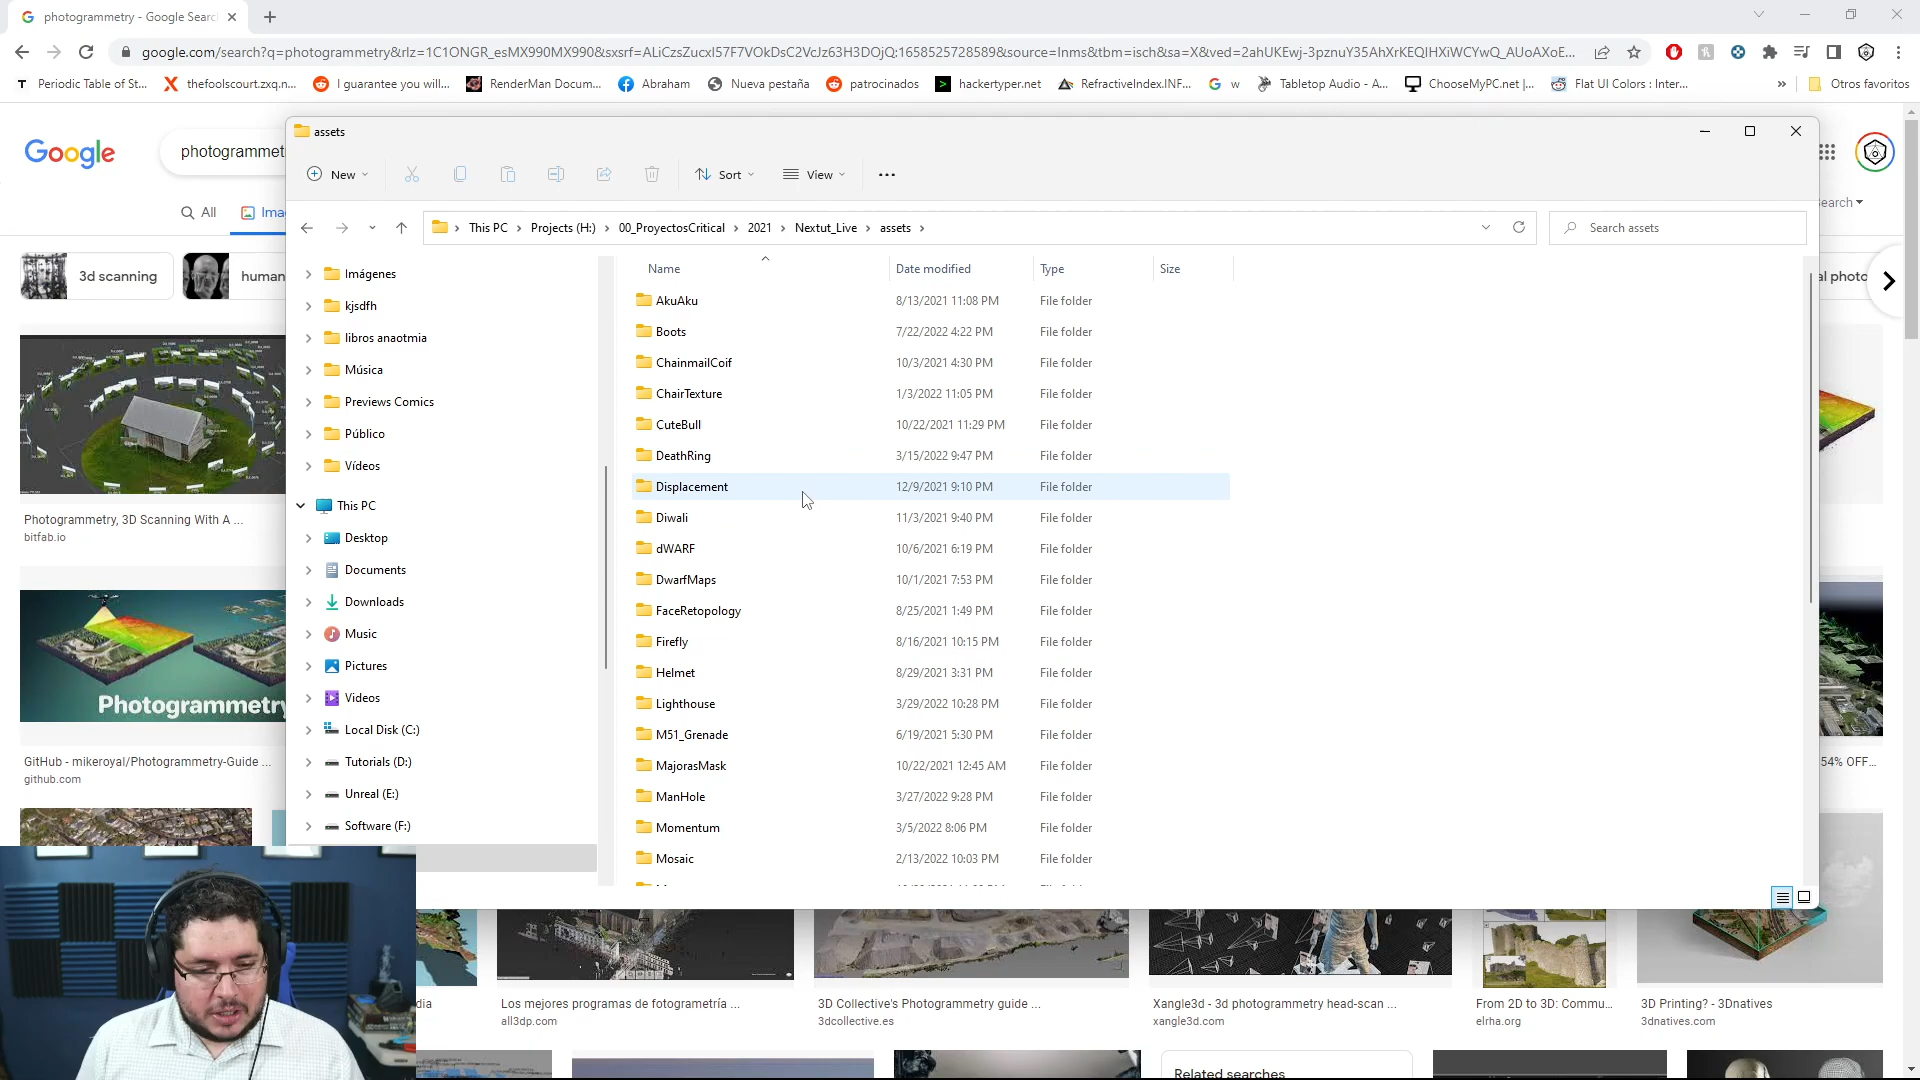 photogrammetry - Google Searc
google.com/search?q=photogrammetry&rlz=1C1ONGR_esMX990MX990&sxsrf=ALiCzsZucxI57F7VOkDsC2VcJz63H3DOjQ:1658525728589&source=lnms&tbm=isch&sa=X&ved=2ahUKEwj-3pznuY35AhXrKEQIHXiWCYwQ_AUoAXoE...
Periodic Table of St...
thefoolscourt.zxq.n...
I guarantee you will...
RenderMan Docum...
Abraham
Nueva pestaña
patrocinados
hackertyper.net
RefractiveIndex.INF...
w
Tabletop Audio - A...
ChooseMyPC.net |...
Flat UI Colors : Inter...
»
Otros favoritos
Google
photogrammet
All
Ima
earch
3d scanning
human
al photo
assets
New
Sort
View
This PC > Projects (H:) > 00_ProyectosCritical > 2021 > Nextut_Live > assets >
Search assets
Imágenes
kjsdfh
libros anaotmia
Música
Previews Comics
Público
Vídeos
This PC
Desktop
Documents
Downloads
Music
Pictures
Videos
Local Disk (C:)
Tutorials (D:)
Unreal (E:)
Software (F:)
Name Date modified Type Size
AkuAku 8/13/2021 11:08 PM File folder
Boots 7/22/2022 4:22 PM File folder
ChainmailCoif 10/3/2021 4:30 PM File folder
ChairTexture 1/3/2022 11:05 PM File folder
CuteBull 10/22/2021 11:29 PM File folder
DeathRing 3/15/2022 9:47 PM File folder
Displacement 12/9/2021 9:10 PM File folder
Diwali 11/3/2021 9:40 PM File folder
dWARF 10/6/2021 6:19 PM File folder
DwarfMaps 10/1/2021 7:53 PM File folder
FaceRetopology 8/25/2021 1:49 PM File folder
Firefly 8/16/2021 10:15 PM File folder
Helmet 8/29/2021 3:31 PM File folder
Lighthouse 3/29/2022 10:28 PM File folder
M51_Grenade 6/19/2021 5:30 PM File folder
MajorasMask 10/22/2021 12:45 AM File folder
ManHole 3/27/2022 9:28 PM File folder
Momentum 3/5/2022 8:06 PM File folder
Mosaic 2/13/2022 10:03 PM File folder
Photogrammetry, 3D Scanning With A ...
bitfab.io
Photogrammetry
GitHub - mikeroyal/Photogrammetry-Guide ...
github.com
54% OFF...
dia
Los mejores programas de fotogrametría ...
all3dp.com
3D Collective's Photogrammetry guide ...
3dcollective.es
Xangle3d - 3d photogrammetry head-scan ...
xangle3d.com
From 2D to 3D: Commu...
elrha.org
3D Printing? - 3Dnatives
3dnatives.com
Related searches